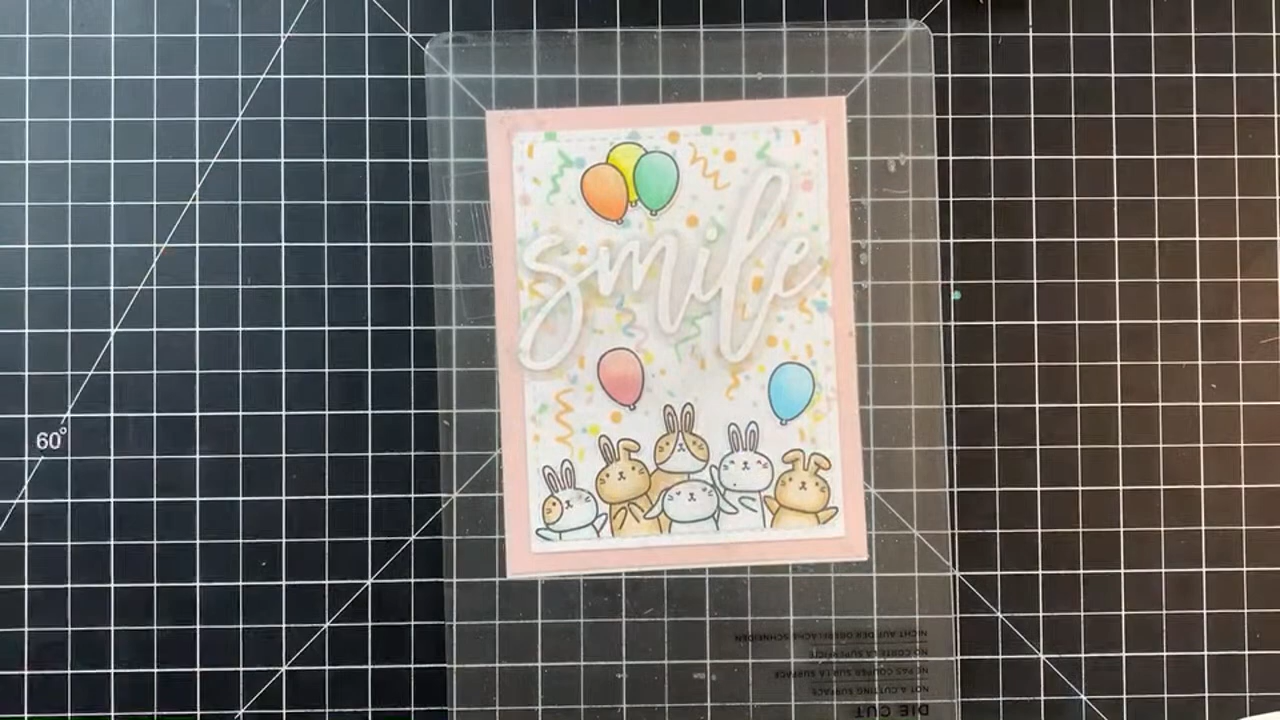 smile
60°
NICHT AUF DER OBERFLÄCHE SCHNEIDEN
NO CORTE LA SUPERFICIE
NE PAS COUPER SUR LA SURFACE
NOT A CUTTING SURFACE
DIE CUT